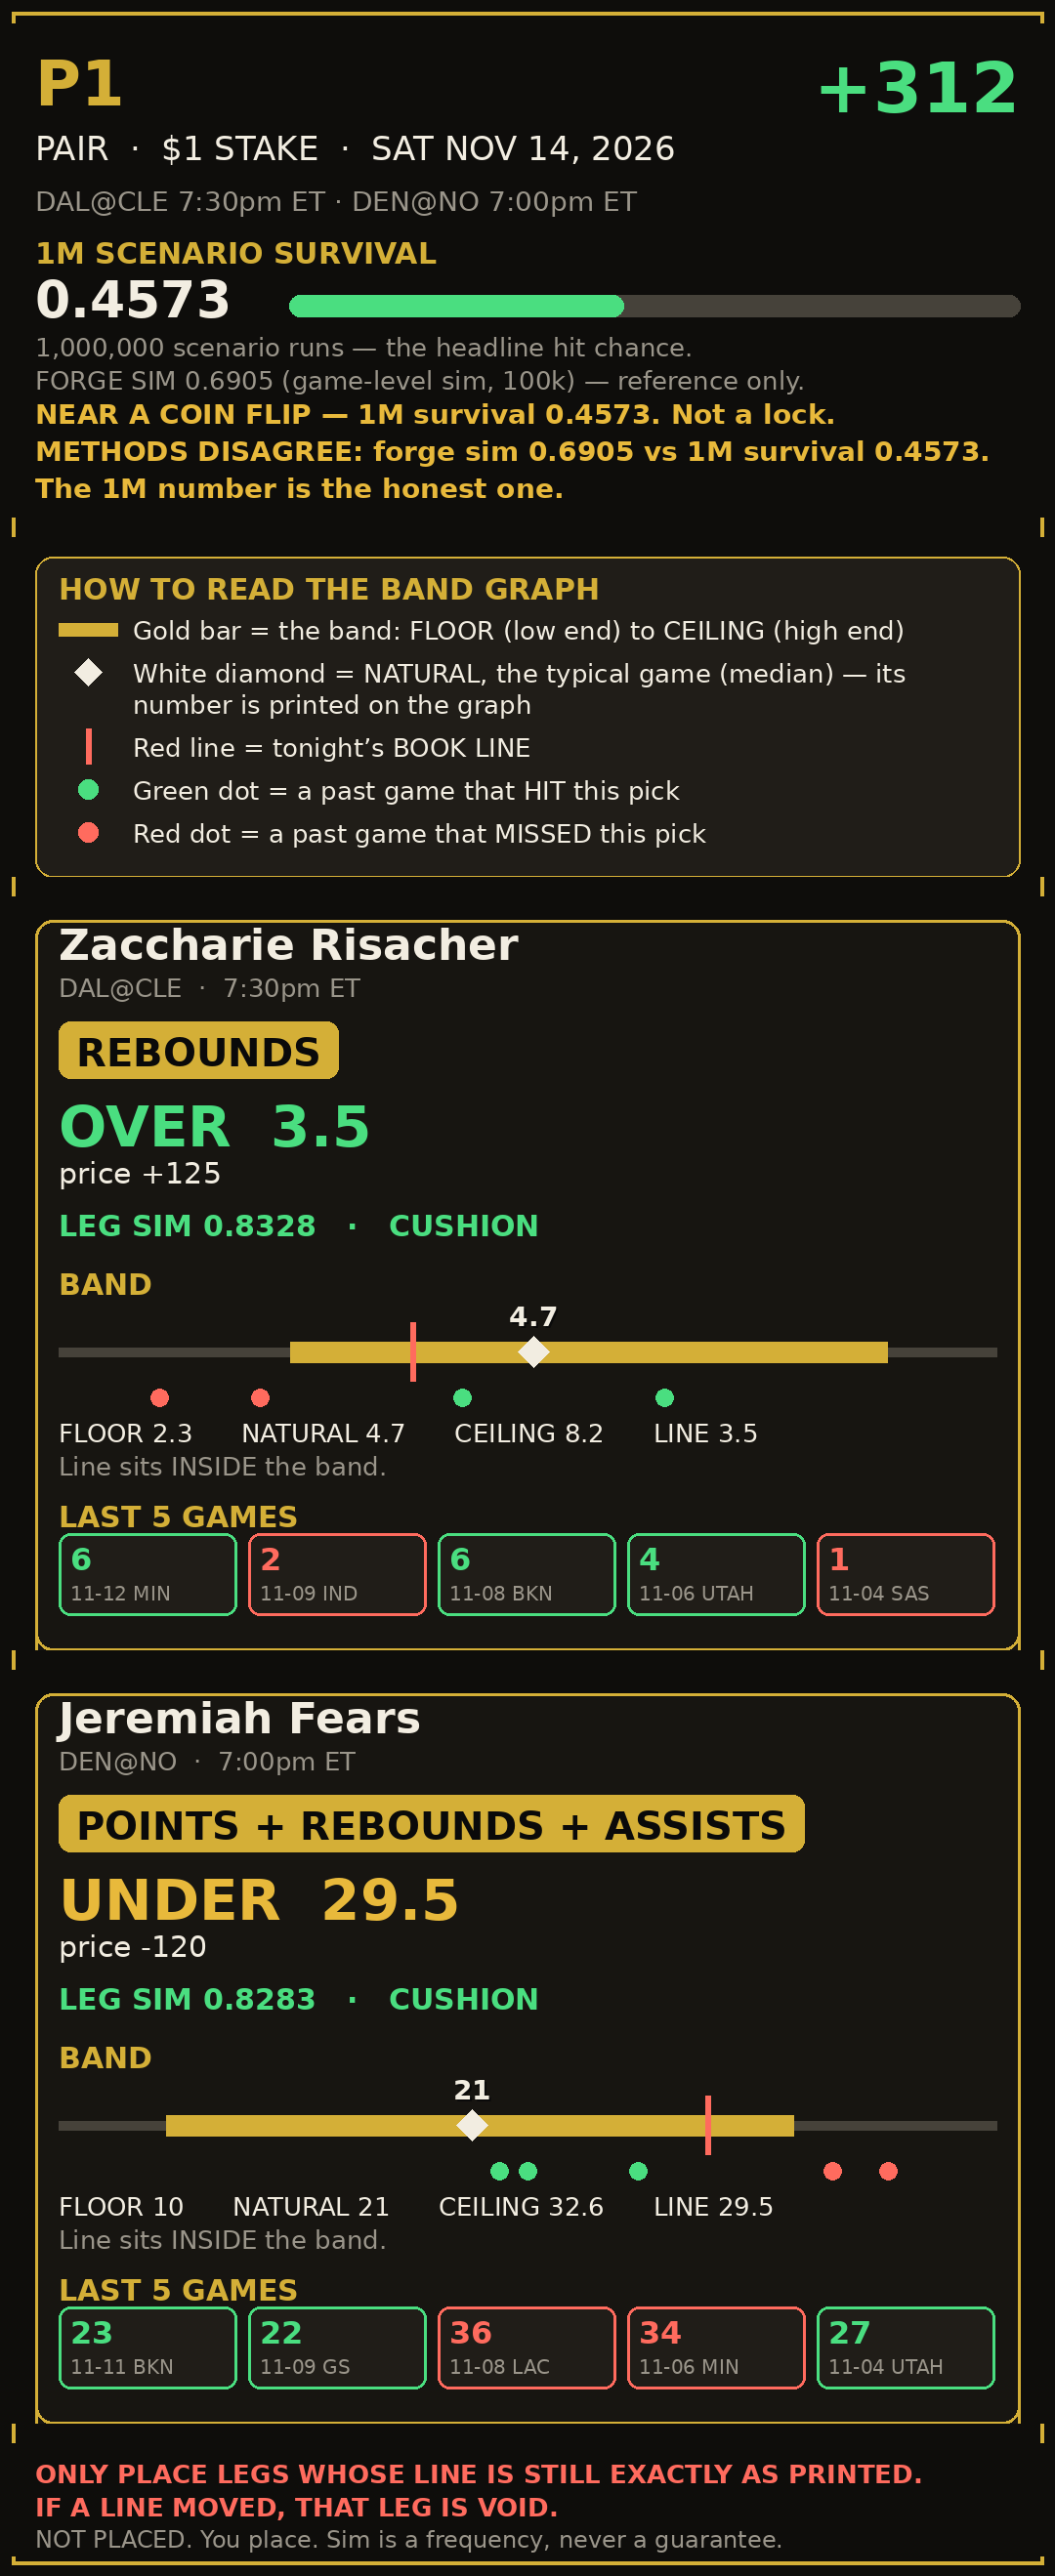 P1
+312
PAIR · $1 STAKE · SAT NOV 14, 2026
DAL@CLE 7:30pm ET · DEN@NO 7:00pm ET
1M SCENARIO SURVIVAL
0.4573
1,000,000 scenario runs — the headline hit chance.
FORGE SIM 0.6905 (game-level sim, 100k) — reference only.
NEAR A COIN FLIP — 1M survival 0.4573. Not a lock.
METHODS DISAGREE: forge sim 0.6905 vs 1M survival 0.4573.
The 1M number is the honest one.
HOW TO READ THE BAND GRAPH
Gold bar = the band: FLOOR (low end) to CEILING (high end)
White diamond = NATURAL, the typical game (median) — its
number is printed on the graph
Red line = tonight’s BOOK LINE
Green dot = a past game that HIT this pick
Red dot = a past game that MISSED this pick
Zaccharie Risacher
DAL@CLE · 7:30pm ET
REBOUNDS
OVER 3.5
price +125
LEG SIM 0.8328 · CUSHION
BAND
4.7
FLOOR 2.3 NATURAL 4.7 CEILING 8.2 LINE 3.5
Line sits INSIDE the band.
LAST 5 GAMES
6 2 6 4 1
11-12 MIN 11-09 IND 11-08 BKN 11-06 UTAH 11-04 SAS
Jeremiah Fears
DEN@NO · 7:00pm ET
POINTS + REBOUNDS + ASSISTS
UNDER 29.5
price -120
LEG SIM 0.8283 · CUSHION
BAND
21
FLOOR 10 NATURAL 21 CEILING 32.6 LINE 29.5
Line sits INSIDE the band.
LAST 5 GAMES
23 22 36 34 27
11-11 BKN 11-09 GS 11-08 LAC 11-06 MIN 11-04 UTAH
ONLY PLACE LEGS WHOSE LINE IS STILL EXACTLY AS PRINTED.
IF A LINE MOVED, THAT LEG IS VOID.
NOT PLACED. You place. Sim is a frequency, never a guarantee.